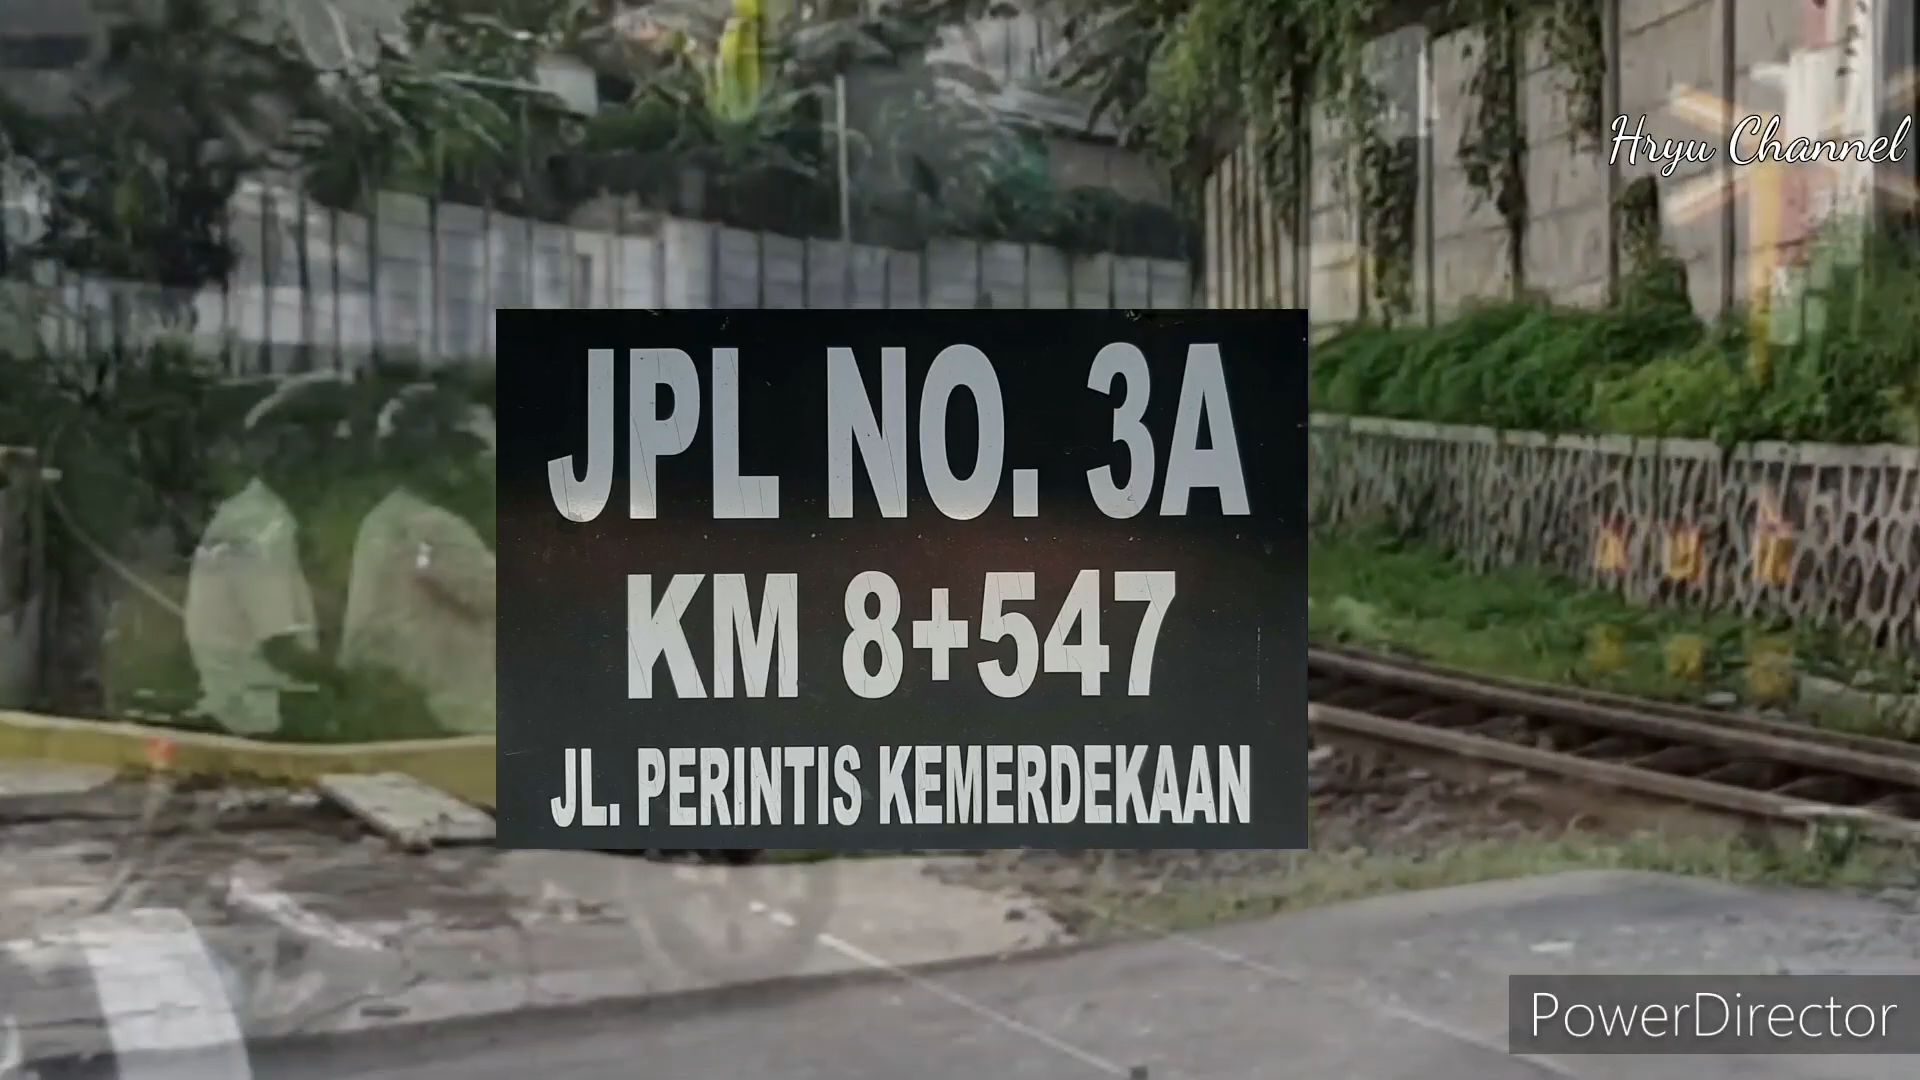 Hryu Channel
JPL NO. 3A
KM 8+547
JL. PERINTIS KEMERDEKAAN
PowerDirector